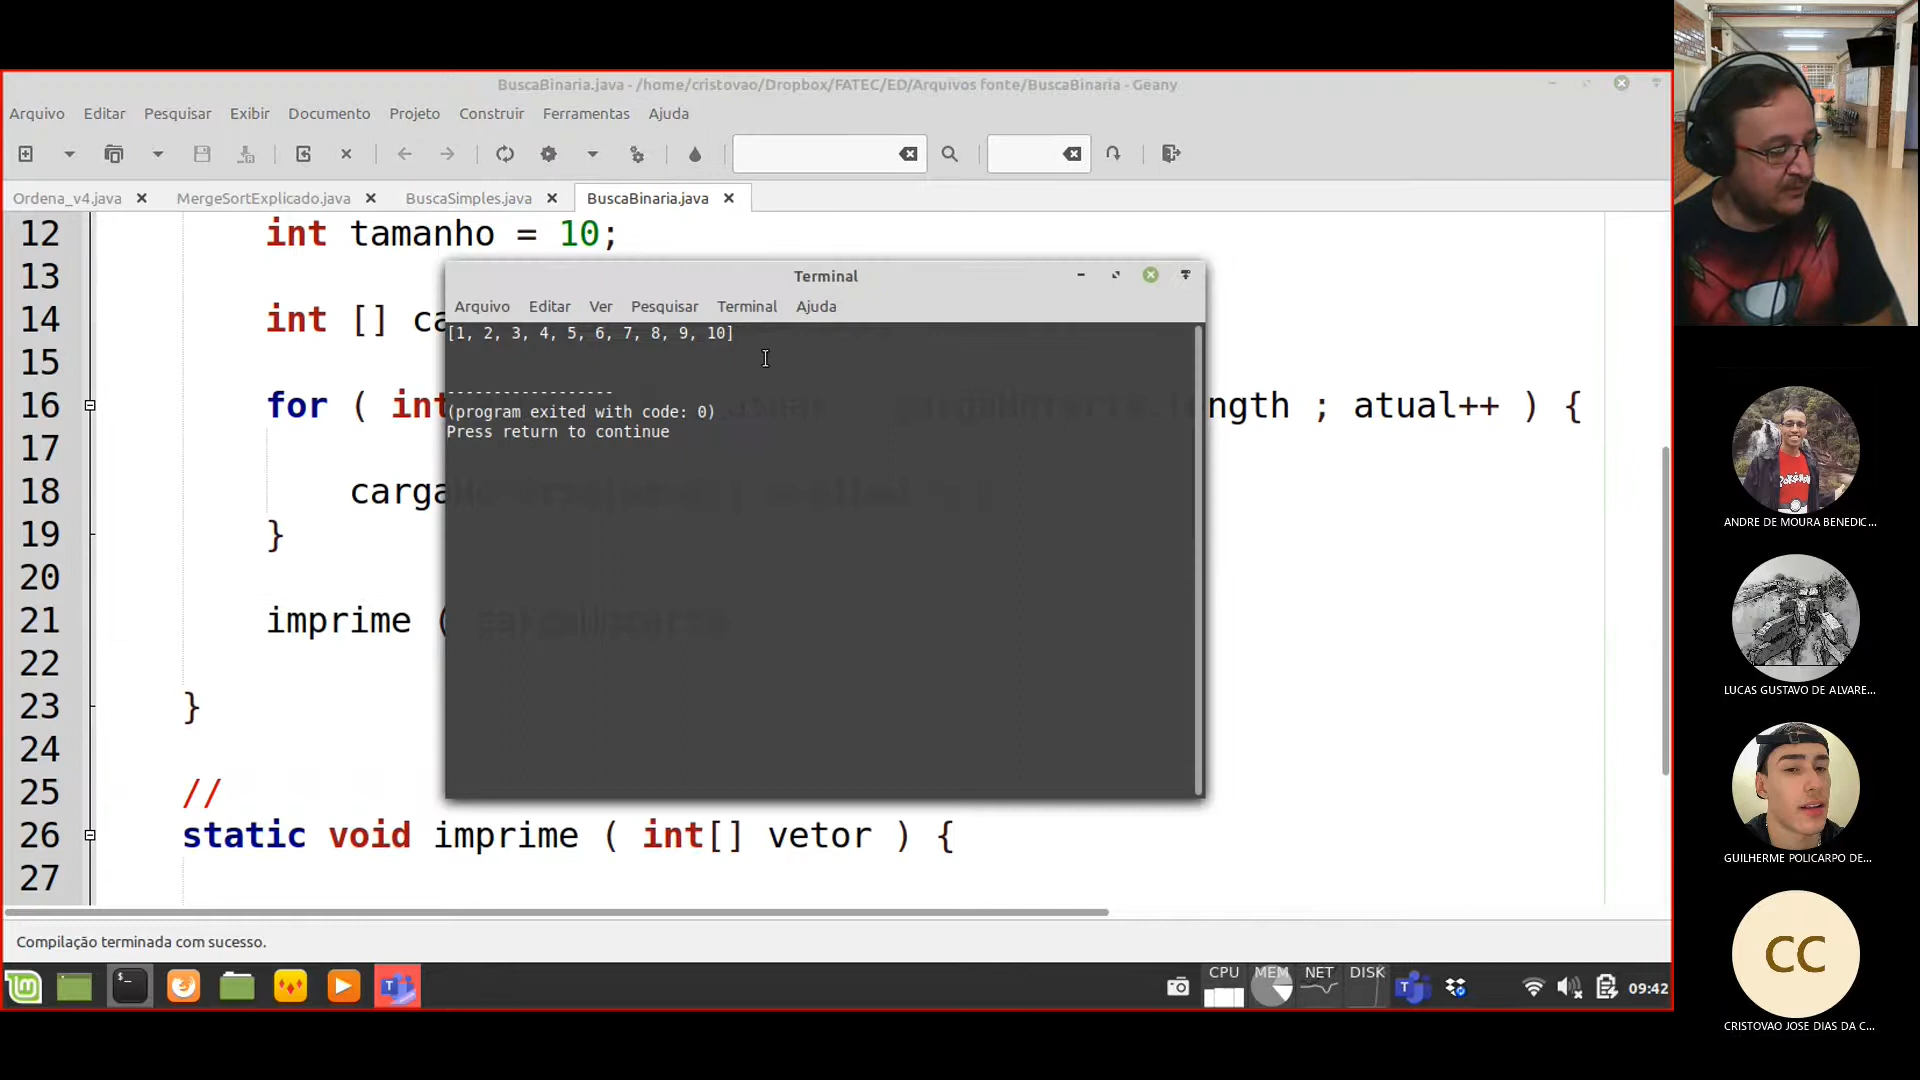 BuscaBinaria.java - /home/cristovao/Dropbox/FATEC/ED/Arquivos fonte/BuscaBinaria - Geany
Arquivo Editar Pesquisar Exibir Documento Projeto Construir Ferramentas Ajuda
Ordena_v4.java MergeSortExplicado.java BuscaSimples.java BuscaBinaria.java
12 int tamanho = 10;
13
14 int [] ca
15
16 for ( int ngth ; atual++ ) {
17
18 carga
19 }
20
21 imprime (
22
23 }
24
25 //
26 static void imprime ( int[] vetor ) {
27
Terminal
Arquivo Editar Ver Pesquisar Terminal Ajuda
[1, 2, 3, 4, 5, 6, 7, 8, 9, 10]
------------------
(program exited with code: 0)
Press return to continue
Compilação terminada com sucesso.
CPU MEM NET DISK
09:42
POKÉMON
ANDRE DE MOURA BENEDIC...
LUCAS GUSTAVO DE ALVARE...
GUILHERME POLICARPO DE...
CC
CRISTOVAO JOSE DIAS DA C...